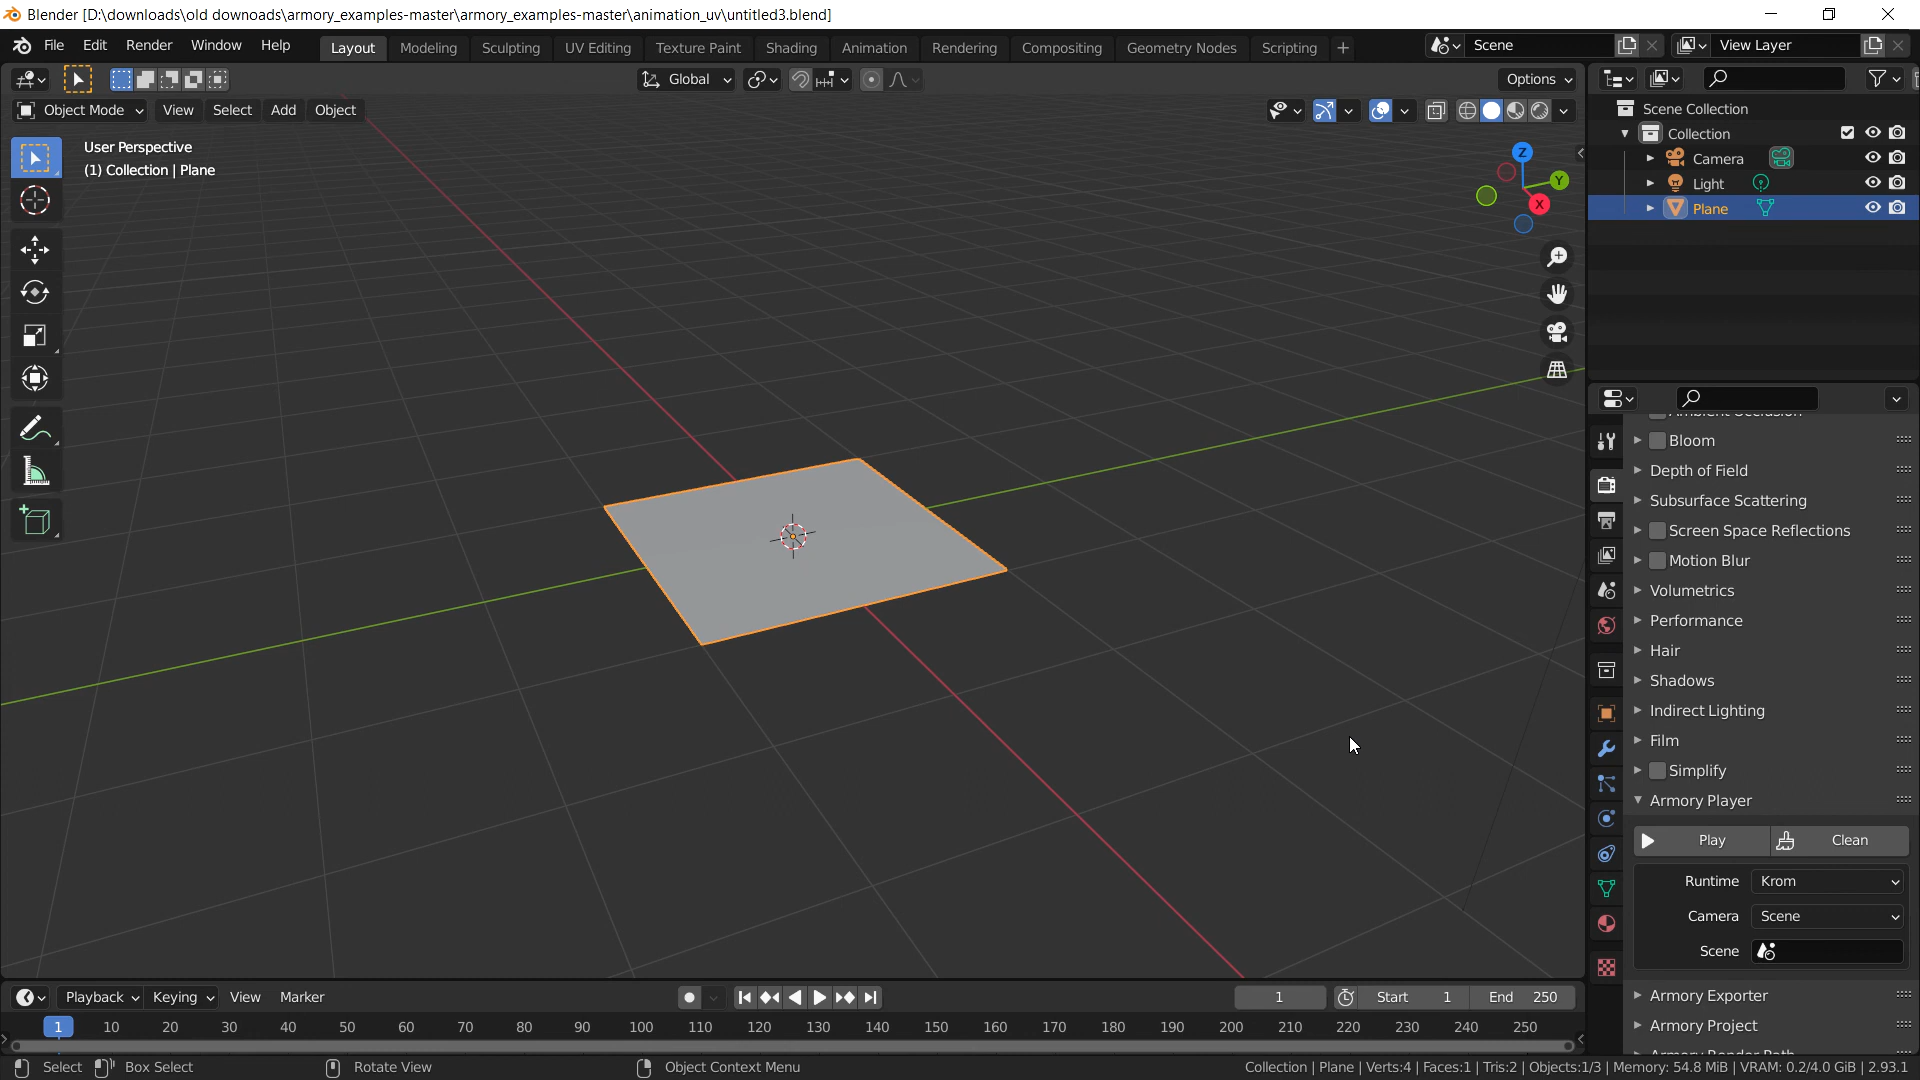 Blender [D:\downloads\old downoads\armory_examples-master\armory_examples-master\animation_uv\untitled3.blend]
File Edit Render Window Help Layout Modeling Sculpting UV Editing Texture Paint Shading Animation Rendering Compositing Geometry Nodes Scripting + Scene View Layer
Global Options
Object Mode View Select Add Object
User Perspective
(1) Collection | Plane
Z
Y
X
Scene Collection
Collection
Camera
Light
Plane
Bloom
Depth of Field
Subsurface Scattering
Screen Space Reflections
Motion Blur
Volumetrics
Performance
Hair
Shadows
Indirect Lighting
Film
Simplify
Armory Player
Play Clean
Runtime Krom
Camera Scene
Scene
Armory Exporter
Armory Project
Playback Keying View Marker 1 Start 1 End 250
1 10 20 30 40 50 60 70 80 90 100 110 120 130 140 150 160 170 180 190 200 210 220 230 240 250
Select Box Select Rotate View Object Context Menu Collection | Plane | Verts:4 | Faces:1 | Tris:2 | Objects:1/3 | Memory: 54.8 MiB | VRAM: 0.2/4.0 GiB | 2.93.1